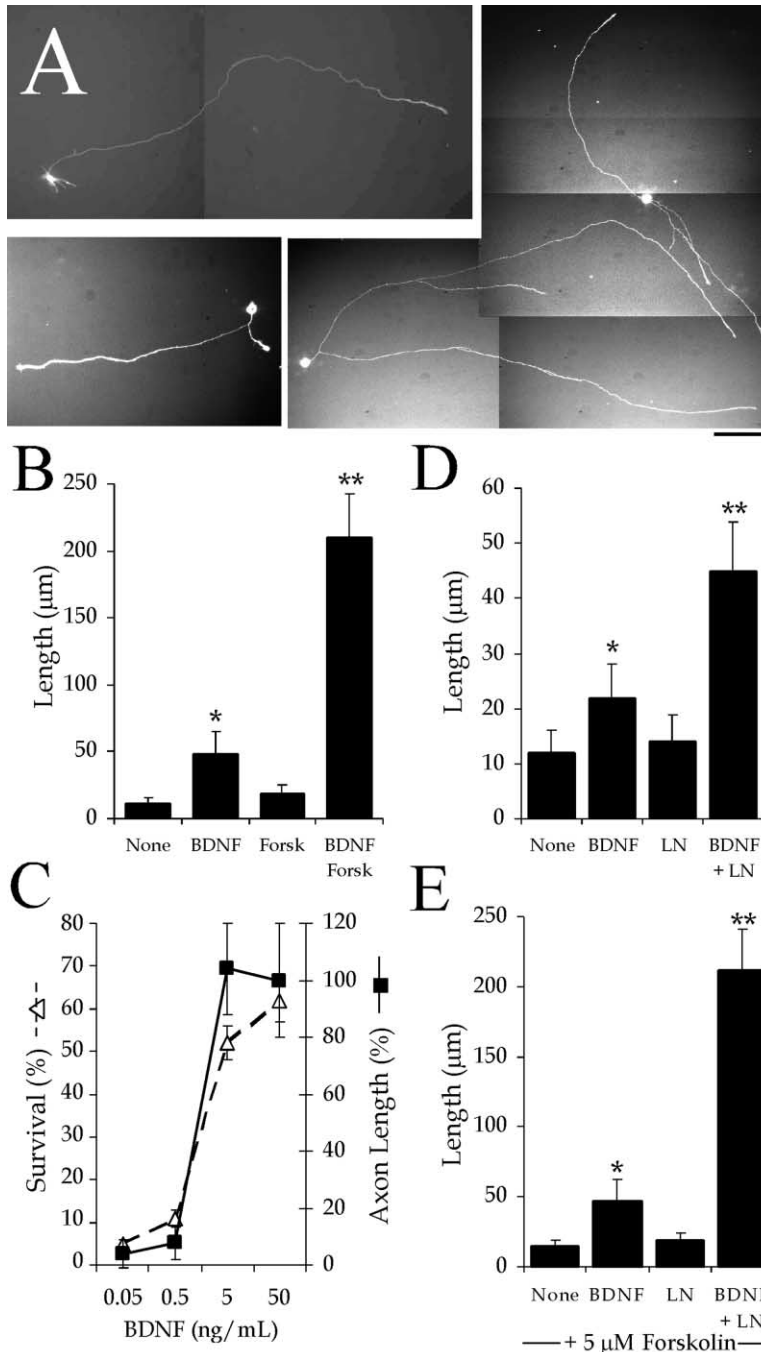 A
B
250
200
150
100
50
0
Length (µm)
*
**
None BDNF Forsk BDNF
Forsk
D
60
50
40
30
20
10
0
Length (µm)
*
**
None BDNF LN BDNF
+ LN
C
80
70
60
50
40
30
20
10
0
Survival (%)
120
100
80
60
40
20
0
Axon Length (%)
0.05 0.5 5 50
BDNF (ng/mL)
E
250
200
150
100
50
0
Length (µm)
*
**
None BDNF LN BDNF
+ LN
+ 5 µM Forskolin